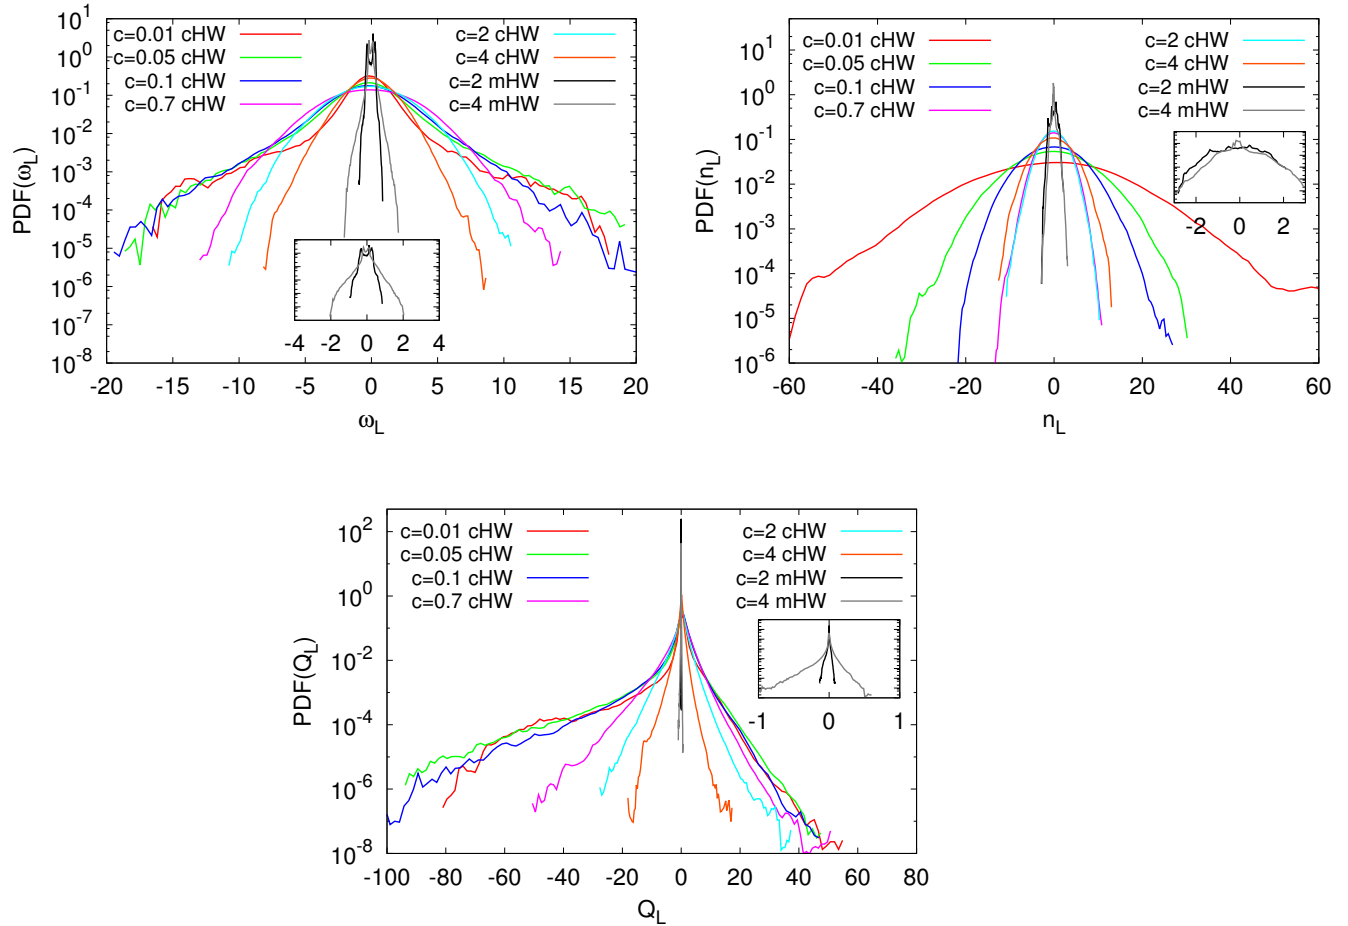 PDF(ω_L)
10^1
10^0
10^-1
10^-2
10^-3
10^-4
10^-5
10^-6
10^-7
10^-8
c=0.01 cHW
c=0.05 cHW
c=0.1 cHW
c=0.7 cHW
c=2 cHW
c=4 cHW
c=2 mHW
c=4 mHW
-4 -2 0 2 4
-20 -15 -10 -5 0 5 10 15 20
ω_L
PDF(n_L)
10^1
10^0
10^-1
10^-2
10^-3
10^-4
10^-5
10^-6
c=0.01 cHW
c=0.05 cHW
c=0.1 cHW
c=0.7 cHW
c=2 cHW
c=4 cHW
c=2 mHW
c=4 mHW
-2 0 2
-60 -40 -20 0 20 40 60
n_L
PDF(Q_L)
10^2
10^0
10^-2
10^-4
10^-6
10^-8
c=0.01 cHW
c=0.05 cHW
c=0.1 cHW
c=0.7 cHW
c=2 cHW
c=4 cHW
c=2 mHW
c=4 mHW
-1 0 1
-100 -80 -60 -40 -20 0 20 40 60 80
Q_L